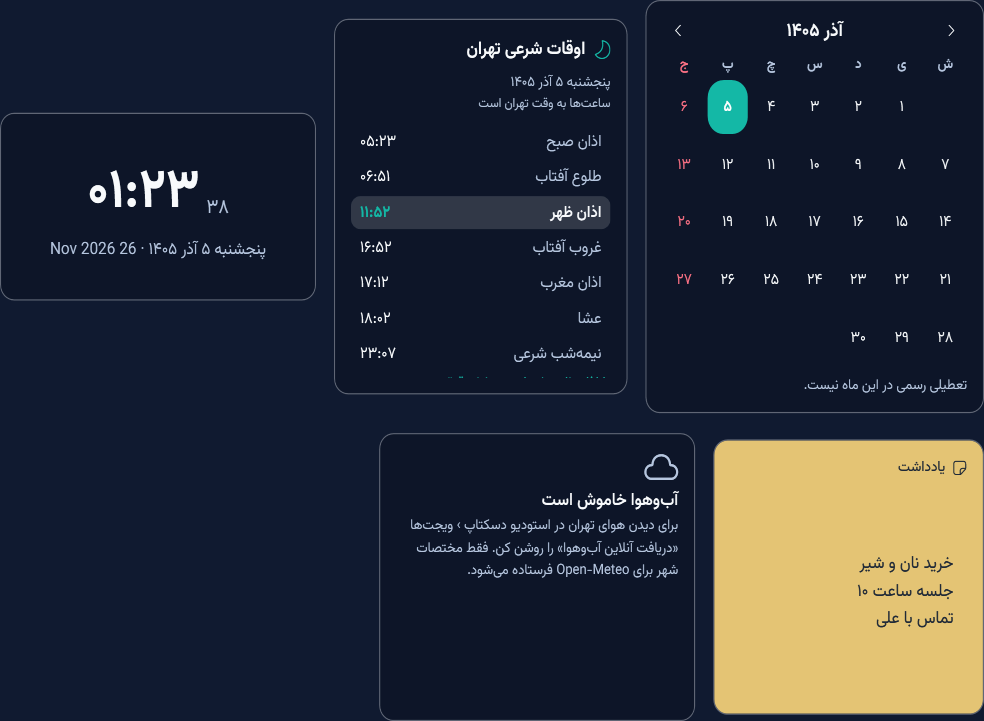 آذر ۱۴۰۵
ش ی د س چ پ ج
۱ ۲ ۳ ۴ ۵ ۶
۷ ۸ ۹ ۱۰ ۱۱ ۱۲ ۱۳
۱۴ ۱۵ ۱۶ ۱۷ ۱۸ ۱۹ ۲۰
۲۱ ۲۲ ۲۳ ۲۴ ۲۵ ۲۶ ۲۷
۲۸ ۲۹ ۳۰
تعطیلی رسمی در این ماه نیست.
اوقات شرعی تهران
پنجشنبه ۵ آذر ۱۴۰۵
ساعت‌ها به وقت تهران است
اذان صبح ۰۵:۲۳
طلوع آفتاب ۰۶:۵۱
اذان ظهر ۱۱:۵۲
غروب آفتاب ۱۶:۵۲
اذان مغرب ۱۷:۱۲
عشا ۱۸:۰۲
نیمه‌شب شرعی ۲۳:۰۷
۰۱:۲۳ ۳۸
پنجشنبه ۵ آذر ۱۴۰۵ · 26 Nov 2026
یادداشت
خرید نان و شیر
جلسه ساعت ۱۰
تماس با علی
آب‌وهوا خاموش است
برای دیدن هوای تهران در استودیو دسکتاپ › ویجت‌ها
«دریافت آنلاین آب‌وهوا» را روشن کن. فقط مختصات
شهر برای Open-Meteo فرستاده می‌شود.